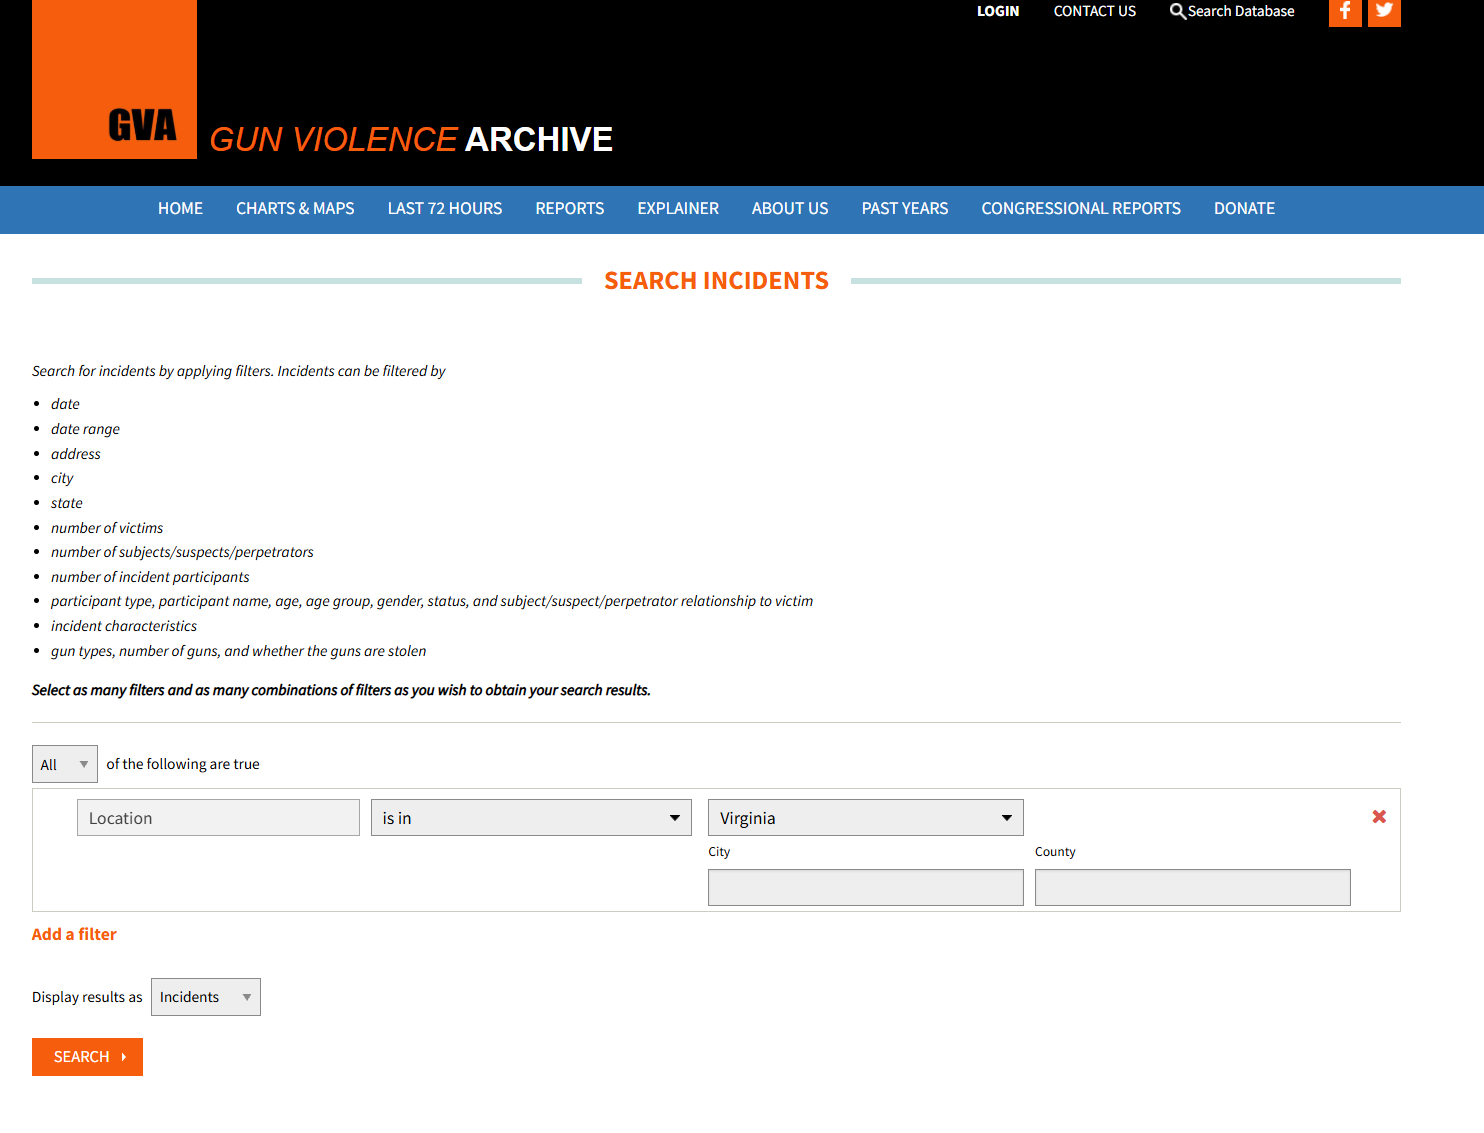 LOGIN CONTACT US Search Database
GVA
GUN VIOLENCE ARCHIVE
HOME CHARTS & MAPS LAST 72 HOURS REPORTS EXPLAINER ABOUT US PAST YEARS CONGRESSIONAL REPORTS DONATE
SEARCH INCIDENTS
Search for incidents by applying filters. Incidents can be filtered by
• date
• date range
• address
• city
• state
• number of victims
• number of subjects/suspects/perpetrators
• number of incident participants
• participant type, participant name, age, age group, gender, status, and subject/suspect/perpetrator relationship to victim
• incident characteristics
• gun types, number of guns, and whether the guns are stolen
Select as many filters and as many combinations of filters as you wish to obtain your search results.
All of the following are true
Location is in Virginia
City County
Add a filter
Display results as Incidents
SEARCH